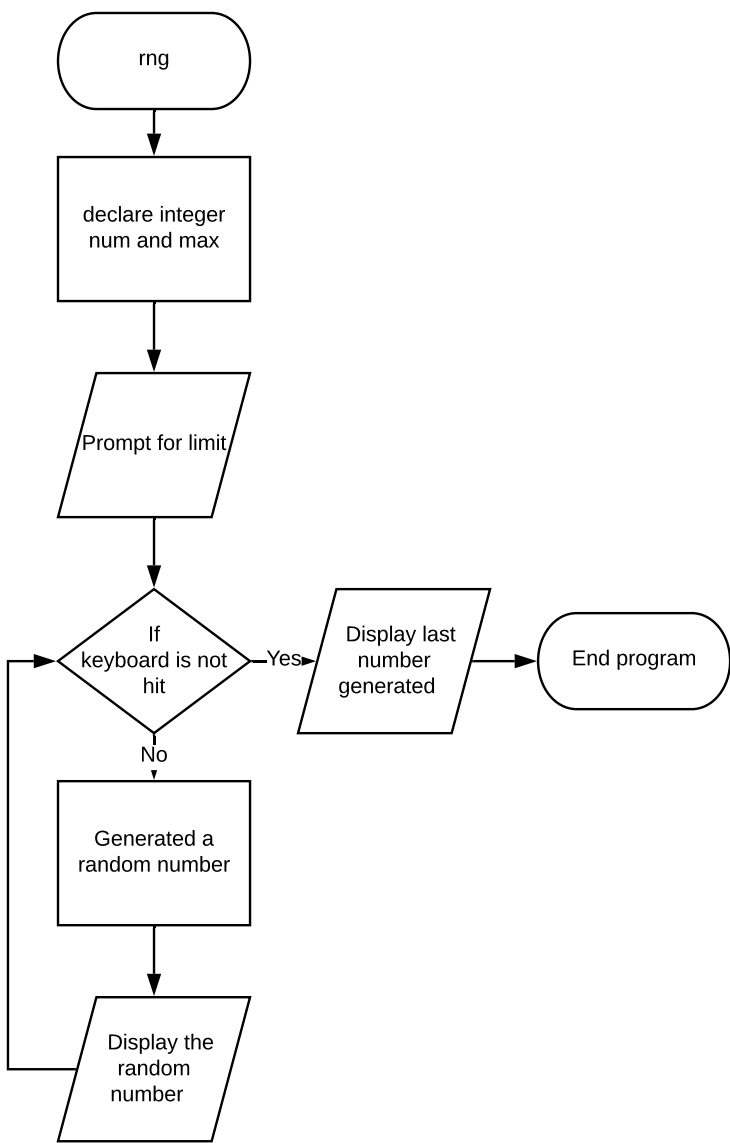 rng
declare integer
num and max
Prompt for limit
If
keyboard is not
hit
Yes
Display last
number
generated
End program
No
Generated a
random number
Display the
random
number